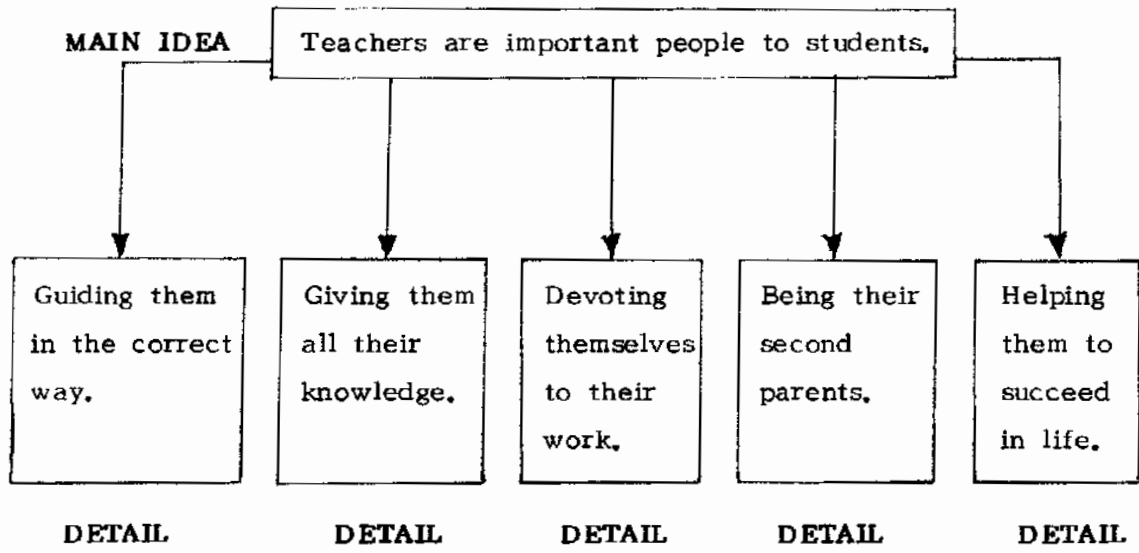 MAIN IDEA
Teachers are important people to students.
Guiding them
in the correct
way.
Giving them
all their
knowledge.
Devoting
themselves
to their
work.
Being their
second
parents.
Helping
them to
succeed
in life.
DETAIL
DETAIL
DETAIL
DETAIL
DETAIL